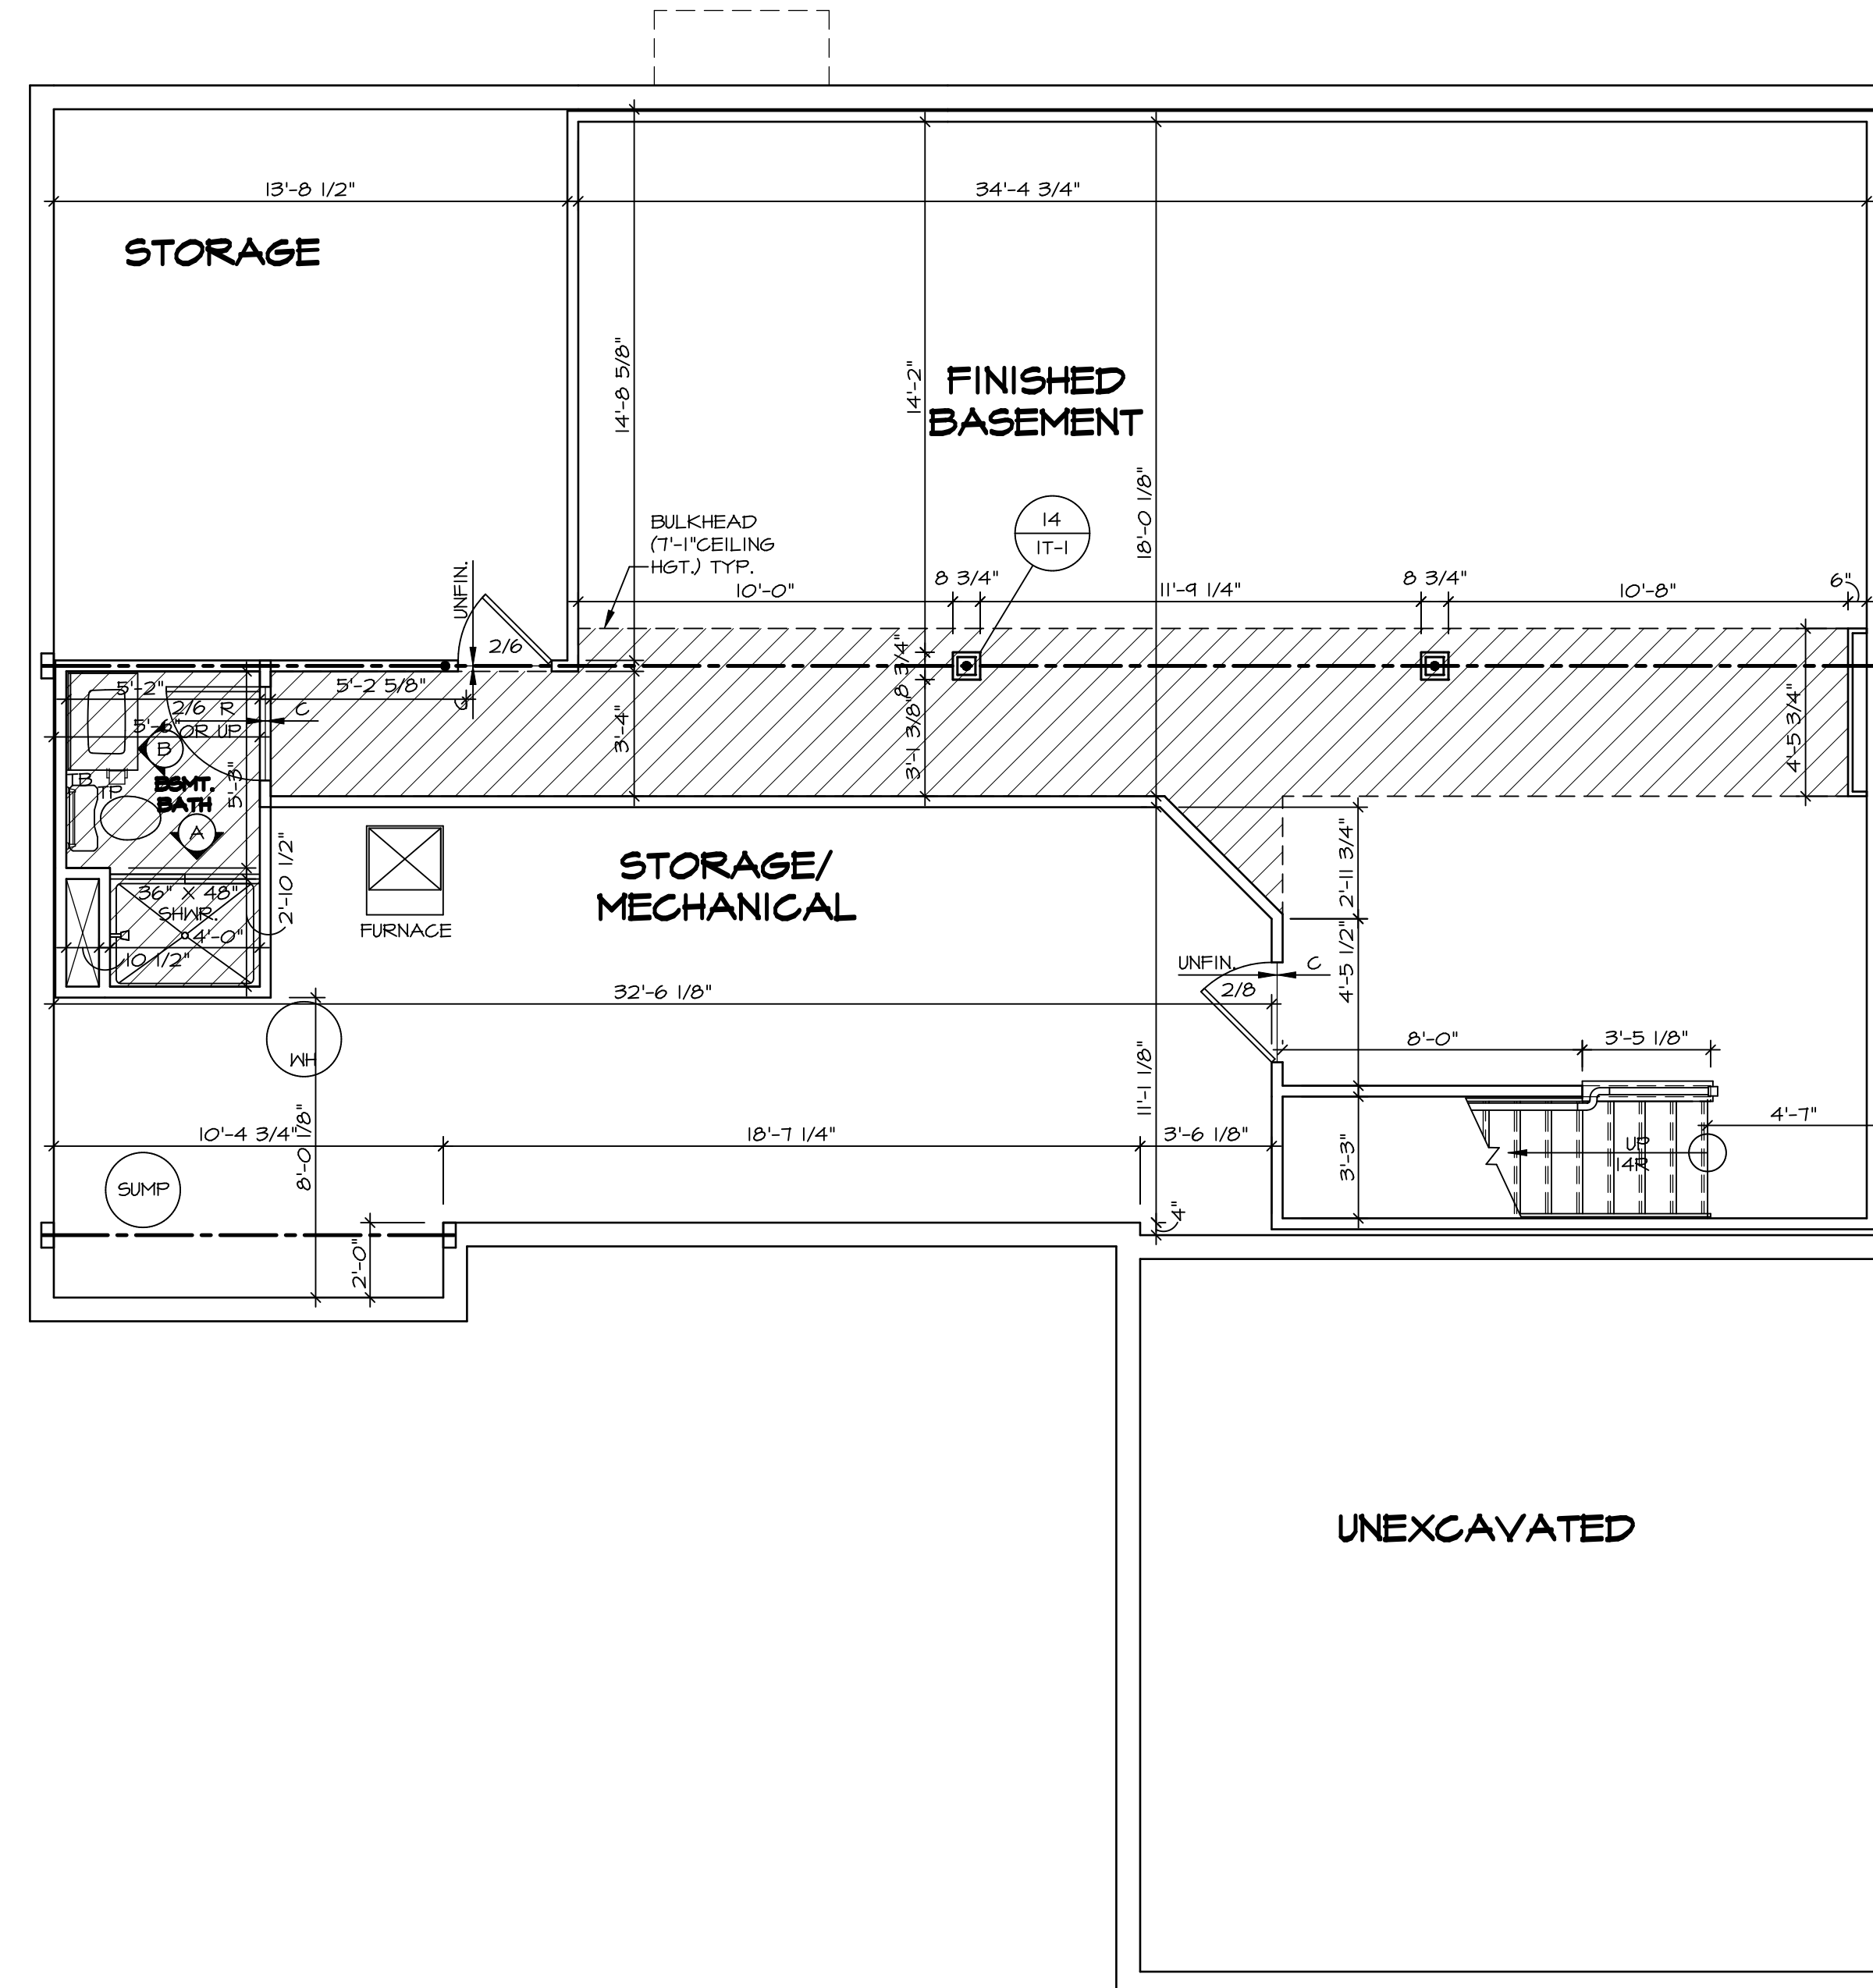 13'-8 1/2"
34'-4 3/4"
STORAGE
14'-8 5/8"
14'-2"
FINISHED
BASEMENT
18'-0 1/8"
BULKHEAD
(7'-1"CEILING
HGT.) TYP.
14
1T-1
UNFIN.
2/6
10'-0"
8 3/4"
11'-9 1/4"
8 3/4"
10'-8"
6"
8 3/4"
5'-2"
5'-2 5/8"
C
2/6 R
C
5'-6"
OR UP
B
3'-4"
3'-1 3/8"
4'-5 3/4"
TB
TP
BSMT.
BATH
5'-3"
A
2'-10 1/2"
36" X 48"
SHWR.
4'-0"
10 1/2"
FURNACE
STORAGE/
MECHANICAL
2'-11 3/4"
4'-5 1/2"
UNFIN.
C
2/8
32'-6 1/8"
WH
11'-1 1/8"
8'-0"
3'-5 1/8"
4'-7"
10'-4 3/4"
8'-0 1/8"
18'-7 1/4"
3'-6 1/8"
3'-3"
UP
14R
SUMP
4"
2'-0"
UNEXCAVATED